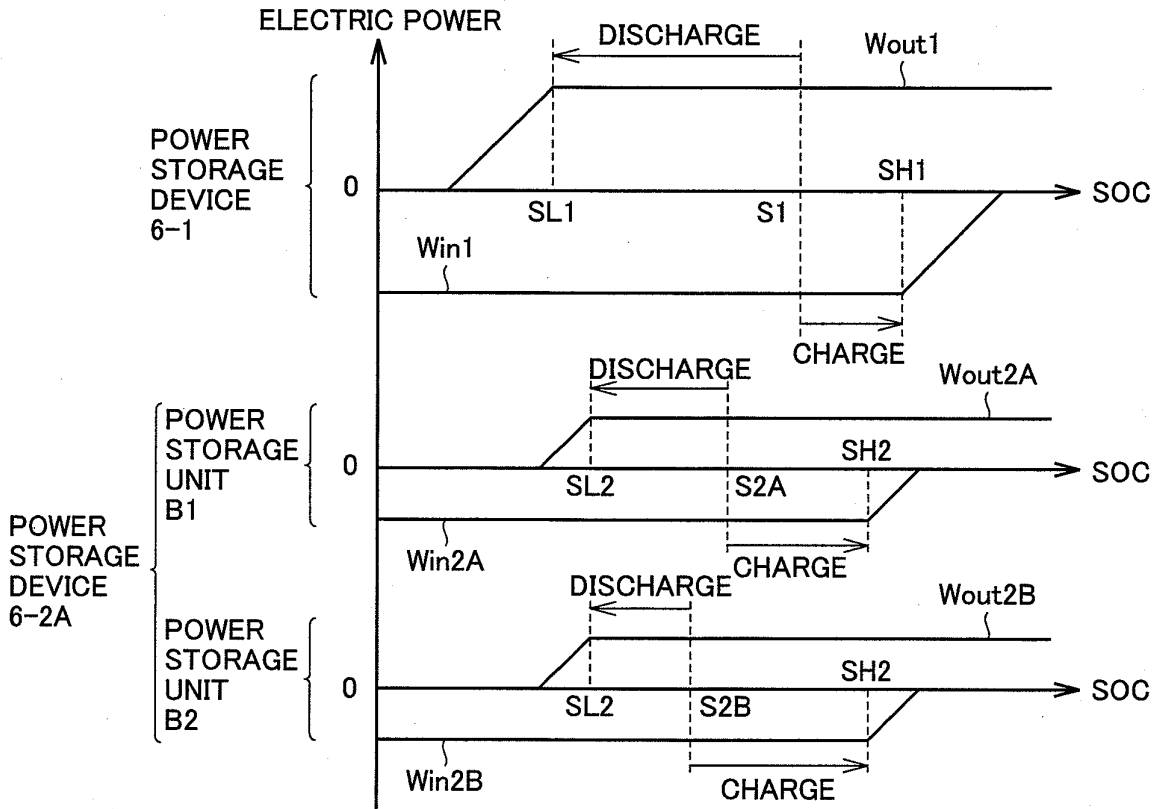 ELECTRIC POWER
DISCHARGE
Wout1
POWER
STORAGE
DEVICE
6-1
0
SL1
S1
SH1
SOC
Win1
CHARGE
DISCHARGE
Wout2A
POWER
STORAGE
UNIT
B1
0
SL2
S2A
SH2
SOC
Win2A
CHARGE
POWER
STORAGE
DEVICE
6-2A
DISCHARGE
Wout2B
POWER
STORAGE
UNIT
B2
0
SL2
S2B
SH2
SOC
Win2B
CHARGE